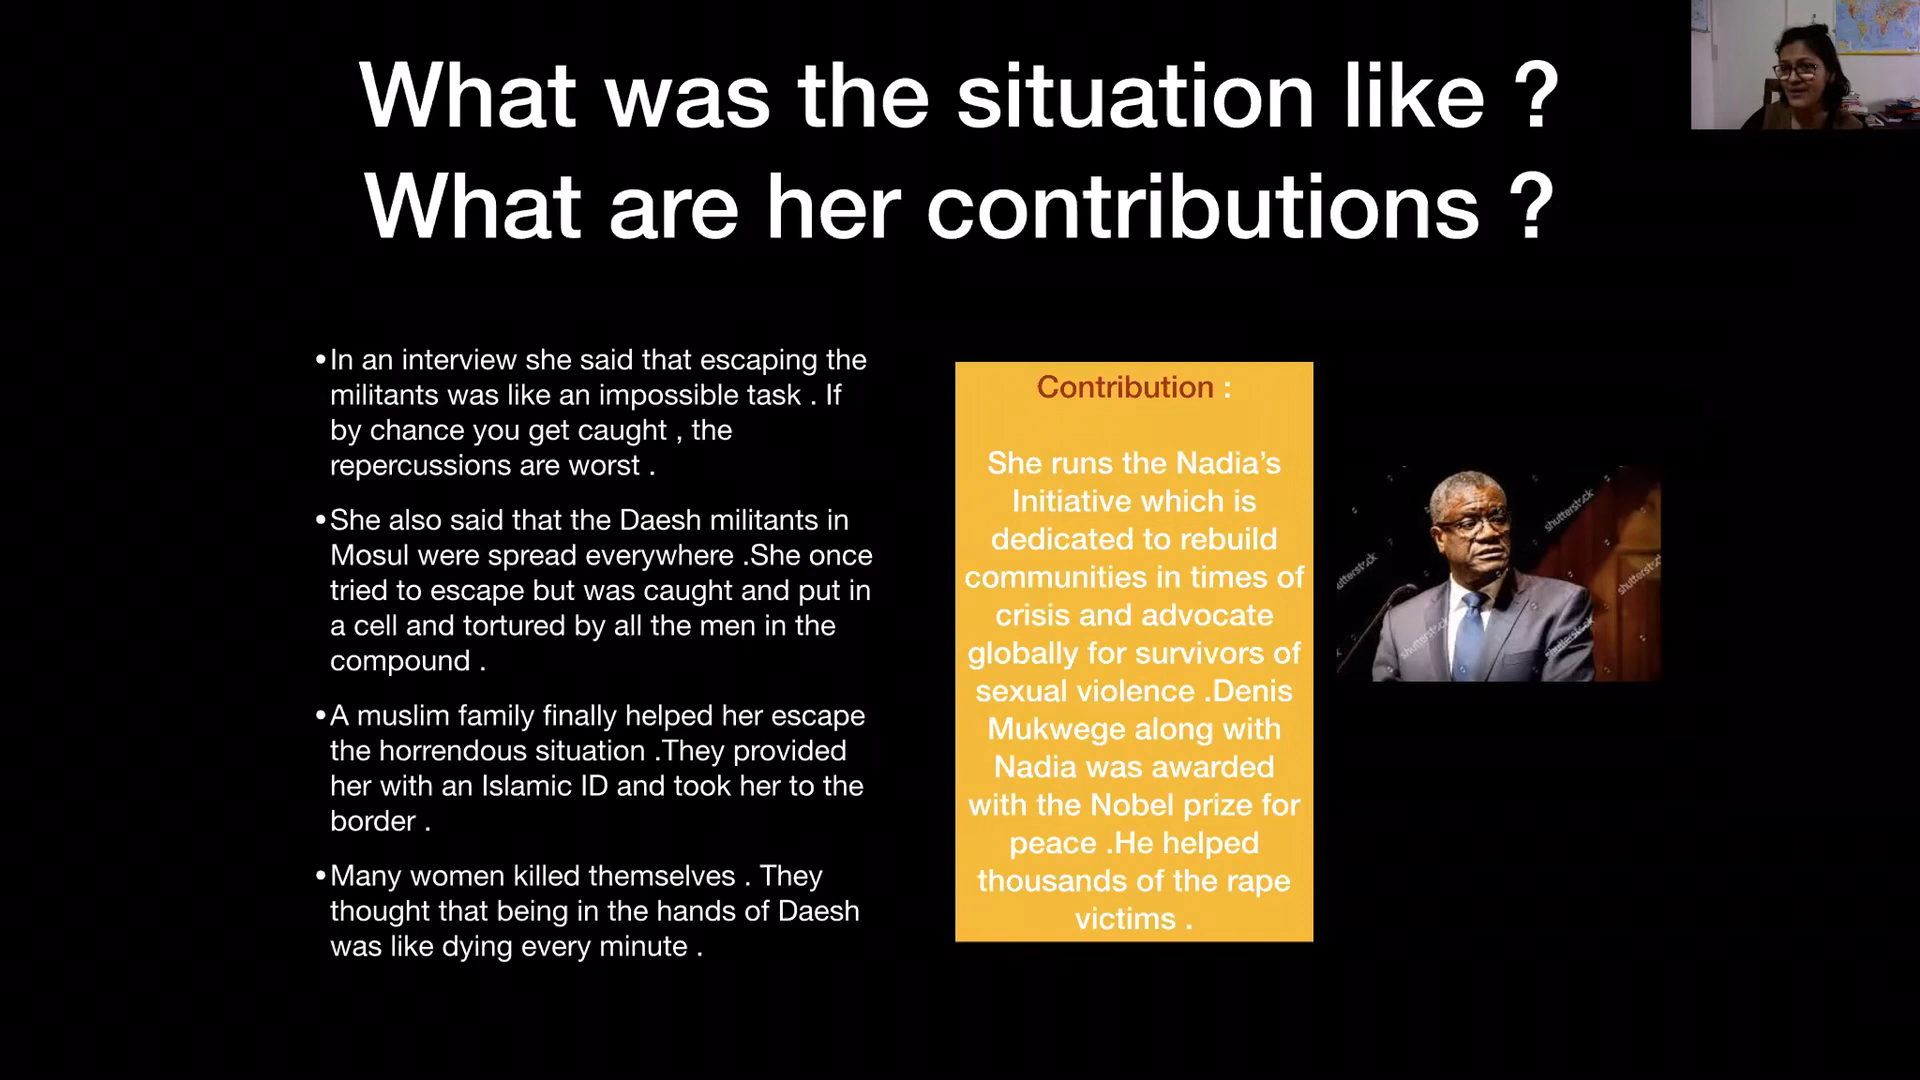 What was the situation like ?
What are her contributions ?
•In an interview she said that escaping the
militants was like an impossible task . If
by chance you get caught , the
repercussions are worst .
•She also said that the Daesh militants in
Mosul were spread everywhere .She once
tried to escape but was caught and put in
a cell and tortured by all the men in the
compound .
•A muslim family finally helped her escape
the horrendous situation .They provided
her with an Islamic ID and took her to the
border .
•Many women killed themselves . They
thought that being in the hands of Daesh
was like dying every minute .
Contribution :
She runs the Nadia’s
Initiative which is
dedicated to rebuild
communities in times of
crisis and advocate
globally for survivors of
sexual violence .Denis
Mukwege along with
Nadia was awarded
with the Nobel prize for
peace .He helped
thousands of the rape
victims .
shutterstock
shutterstock
shutterstock
shutterstock
shutterstock